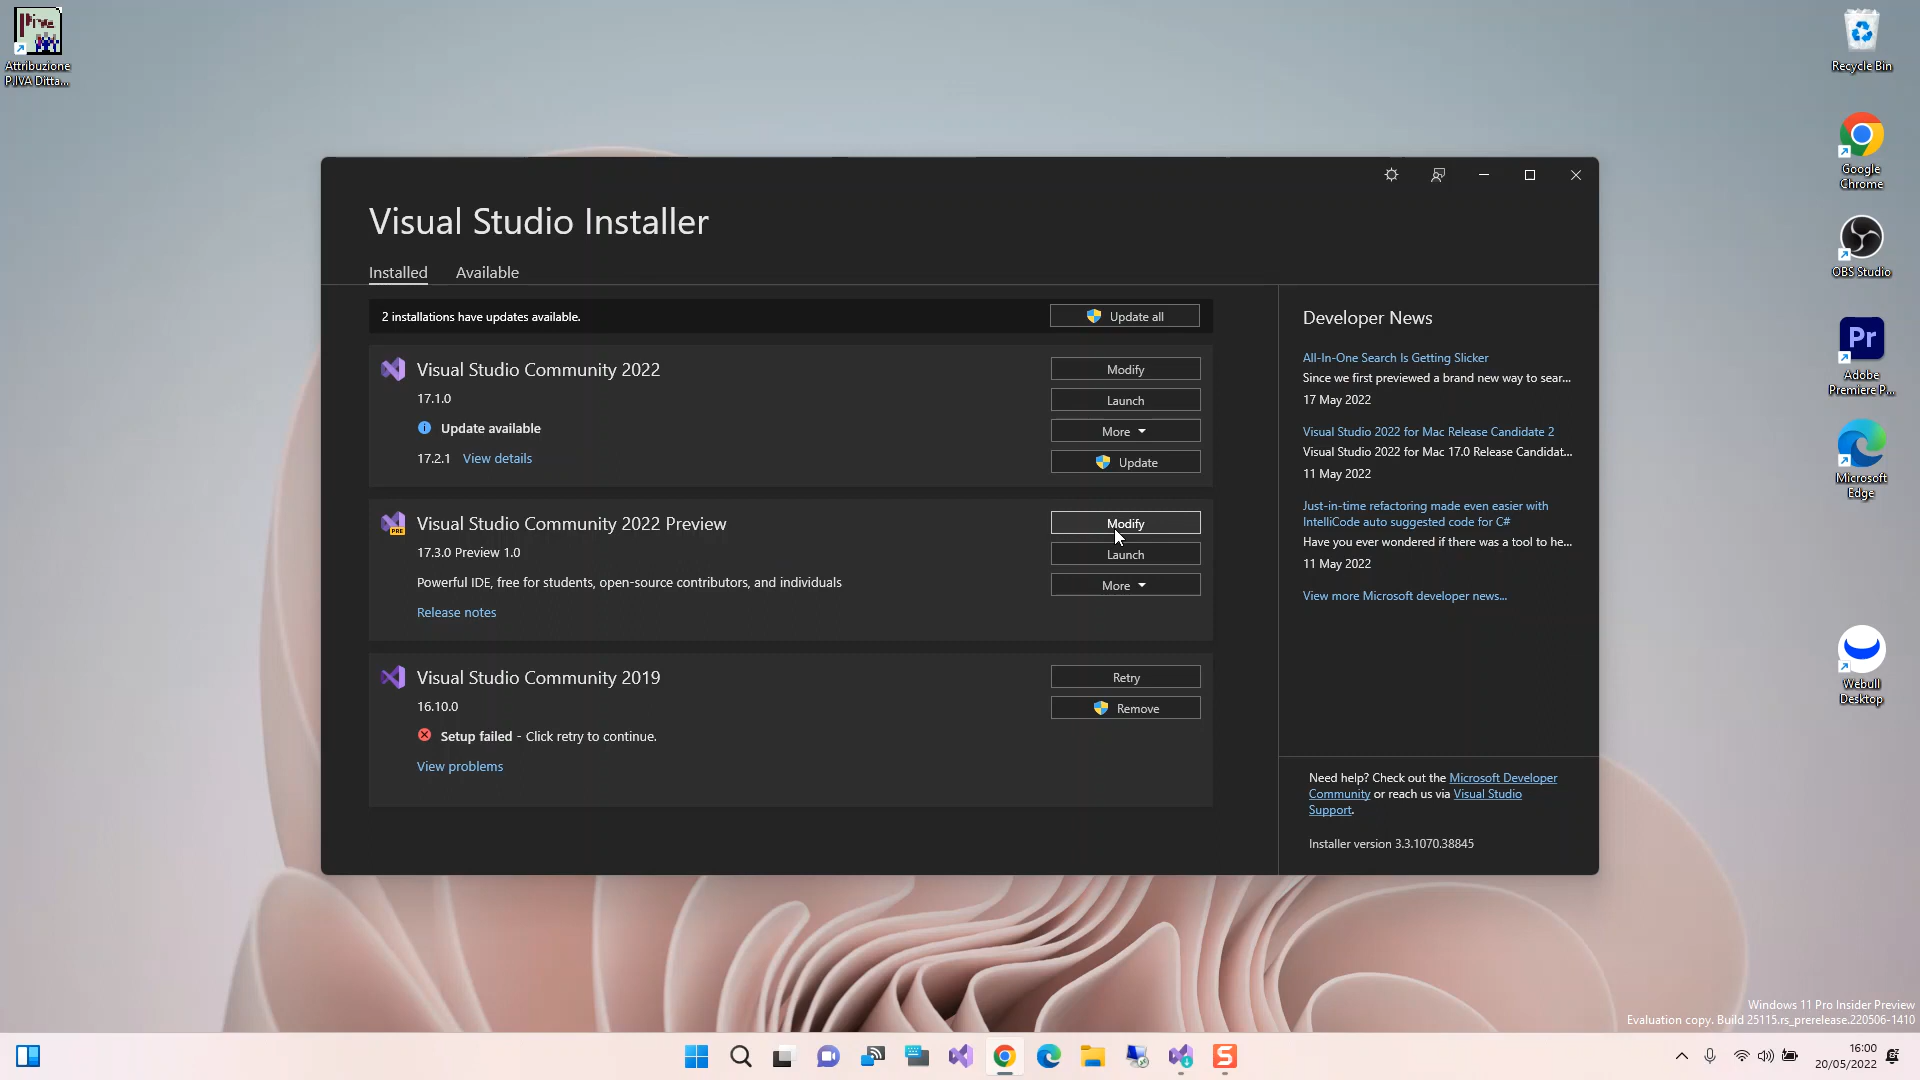 Attribuzione
P.IVA Ditta...
Recycle Bin
Google
Chrome
OBS Studio
Pr
Adobe
Premiere P...
Microsoft
Edge
Webull
Desktop
Visual Studio Installer
Installed
Available
2 installations have updates available.
Update all
Visual Studio Community 2022
17.1.0
Update available
17.2.1 View details
Modify
Launch
More
Update
PRE
Visual Studio Community 2022 Preview
17.3.0 Preview 1.0
Powerful IDE, free for students, open-source contributors, and individuals
Release notes
Modify
Launch
More
Visual Studio Community 2019
16.10.0
Setup failed - Click retry to continue.
View problems
Retry
Remove
Developer News
All-In-One Search Is Getting Slicker
Since we first previewed a brand new way to sear...
17 May 2022
Visual Studio 2022 for Mac Release Candidate 2
Visual Studio 2022 for Mac 17.0 Release Candidat...
11 May 2022
Just-in-time refactoring made even easier with
IntelliCode auto suggested code for C#
Have you ever wondered if there was a tool to he...
11 May 2022
View more Microsoft developer news...
Need help? Check out the Microsoft Developer
Community or reach us via Visual Studio
Support.
Installer version 3.3.1070.38845
Windows 11 Pro Insider Preview
Evaluation copy. Build 25115.rs_prerelease.220506-1410
16:00
20/05/2022